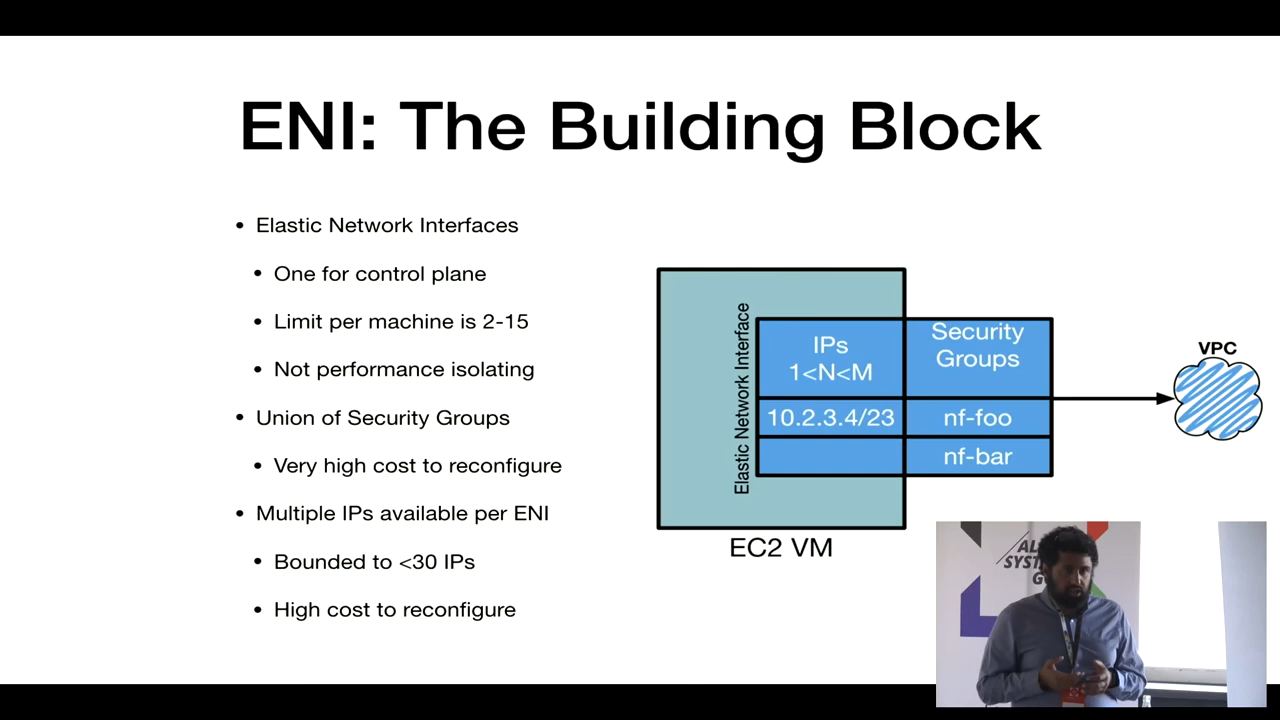 ENI: The Building Block
• Elastic Network Interfaces
• One for control plane
• Limit per machine is 2-15
• Not performance isolating
• Union of Security Groups
• Very high cost to reconfigure
• Multiple IPs available per ENI
• Bounded to <30 IPs
• High cost to reconfigure
Elastic Network Interface
IPs
1<N<M
Security
Groups
10.2.3.4/23
nf-foo
nf-bar
EC2 VM
VPC